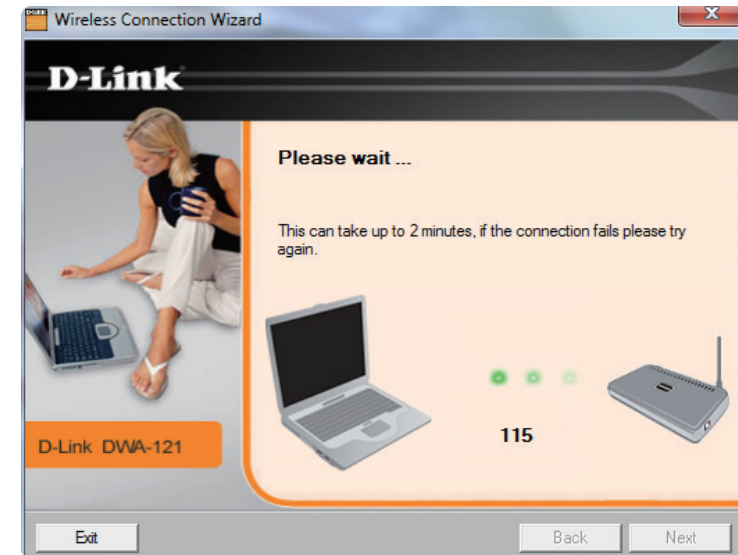 Wireless Connection Wizard
D-Link
Please wait ...
This can take up to 2 minutes, if the connection fails please try
again.
115
D-Link DWA-121
Exit
Back
Next